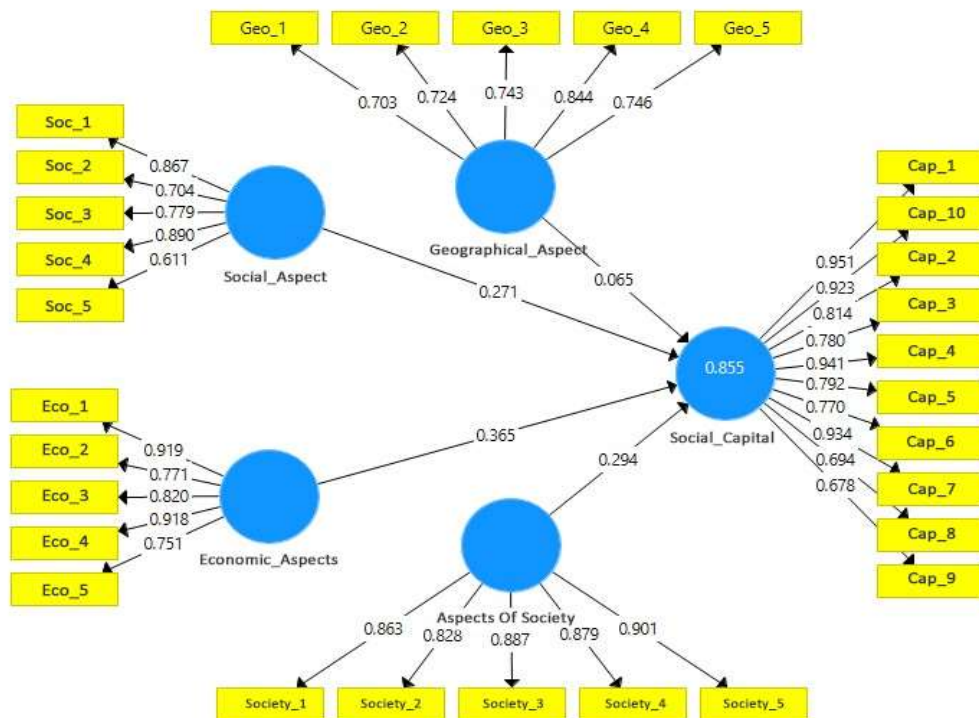 Geo_1
Geo_2
Geo_3
Geo_4
Geo_5
0.703
0.724
0.743
0.844
0.746
Soc_1
Soc_2
Soc_3
Soc_4
Soc_5
0.867
0.704
0.779
0.890
0.611
Social_Aspect
Geographical_Aspect
0.271
0.065
Cap_1
Cap_10
Cap_2
Cap_3
Cap_4
Cap_5
Cap_6
Cap_7
Cap_8
Cap_9
0.951
0.923
0.814
0.780
0.941
0.792
0.770
0.934
0.694
0.678
0.855
Social_Capital
Eco_1
Eco_2
Eco_3
Eco_4
Eco_5
0.919
0.771
0.820
0.918
0.751
Economic_Aspects
0.365
0.294
Aspects Of Society
0.863
0.828
0.887
0.879
0.901
Society_1
Society_2
Society_3
Society_4
Society_5